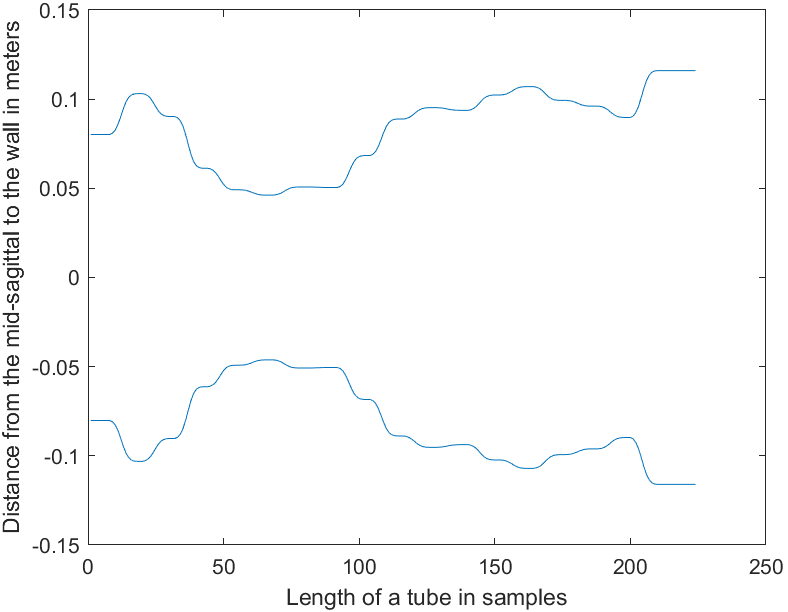 Distance from the mid-sagittal to the wall in meters
0.15
0.1
0.05
0
-0.05
-0.1
-0.15
0 50 100 150 200 250
Length of a tube in samples